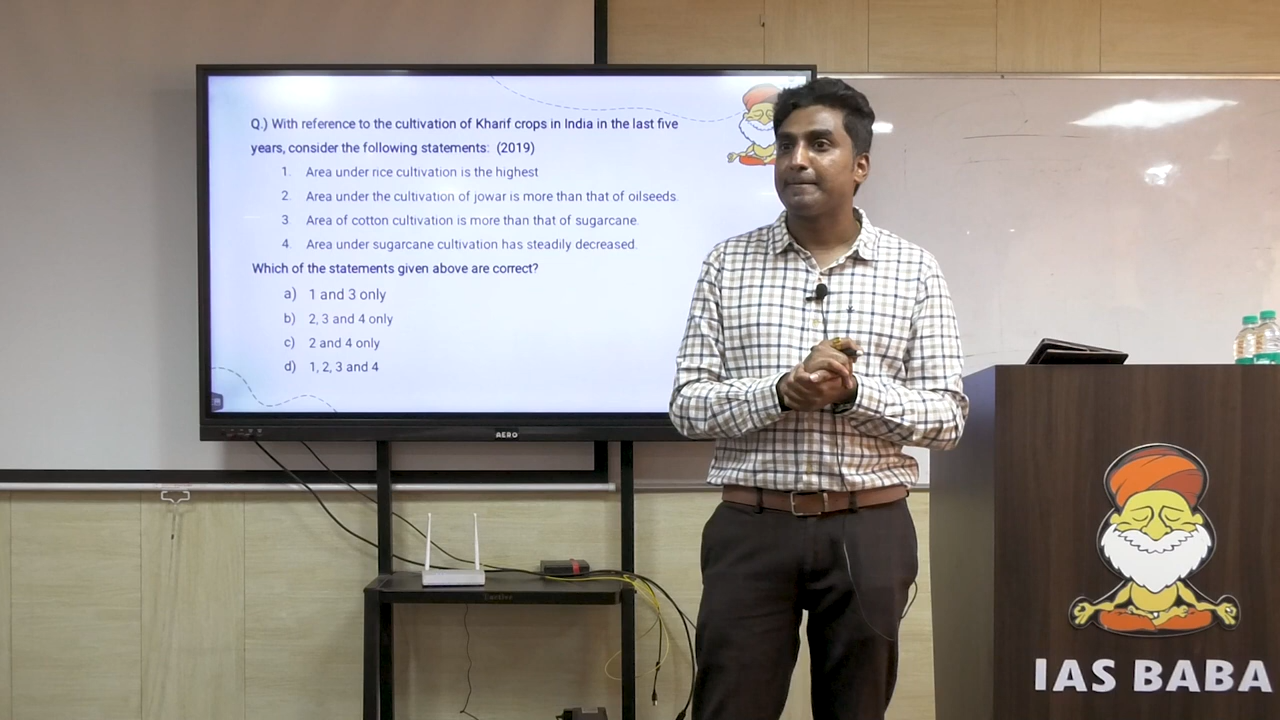 Q.) With reference to the cultivation of Kharif crops in India in the last five
years, consider the following statements: (2019)
1. Area under rice cultivation is the highest
2. Area under the cultivation of jowar is more than that of oilseeds.
3. Area of cotton cultivation is more than that of sugarcane.
4. Area under sugarcane cultivation has steadily decreased.
Which of the statements given above are correct?
a) 1 and 3 only
b) 2, 3 and 4 only
c) 2 and 4 only
d) 1, 2, 3 and 4
AERO
IAS BABA